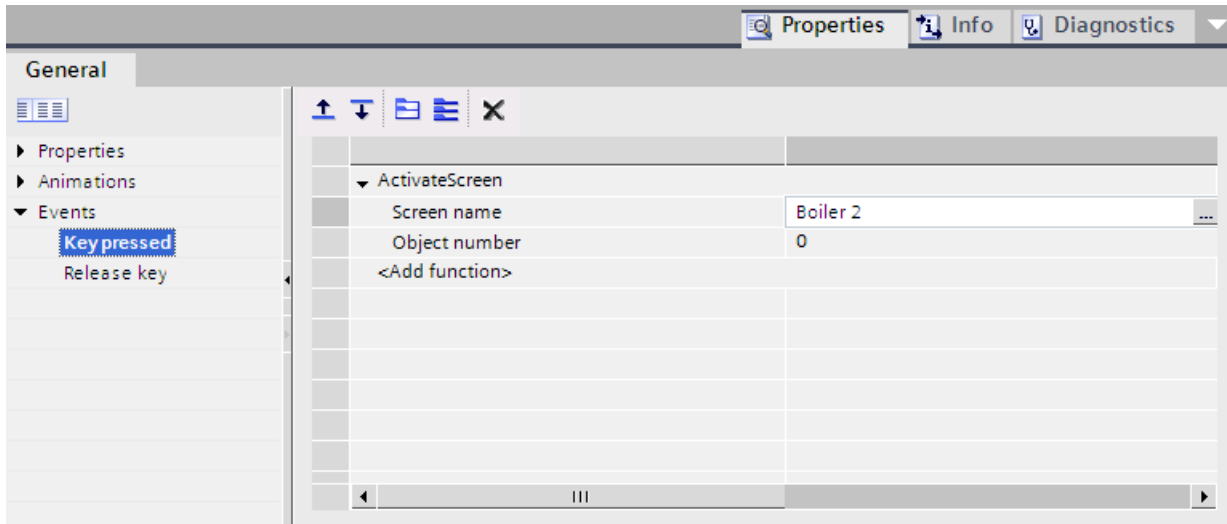 Properties Info Diagnostics
General
Properties
Animations
Events
Key pressed
Release key
ActivateScreen
Screen name Boiler 2 ...
Object number 0
<Add function>